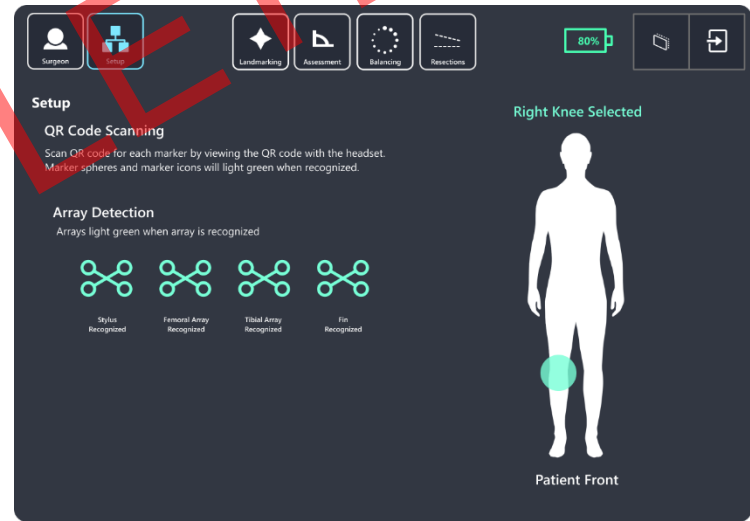 Surgeon
Setup
Landmarking
Assessment
Balancing
Resections
80%
Setup
QR Code Scanning
Scan QR code for each marker by viewing the QR code with the headset.
Marker spheres and marker icons will light green when recognized.
Array Detection
Arrays light green when array is recognized
Stylus
Recognized
Femoral Array
Recognized
Tibial Array
Recognized
Fin
Recognized
Right Knee Selected
Patient Front